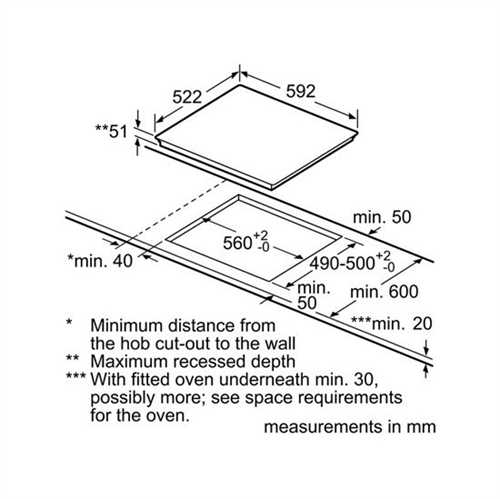 522
592
**51
min. 50
560+2-0
490-500+2-0
*min. 40
min.
50
min. 600
***min. 20
* Minimum distance from
the hob cut-out to the wall
** Maximum recessed depth
*** With fitted oven underneath min. 30,
possibly more; see space requirements
for the oven.
measurements in mm